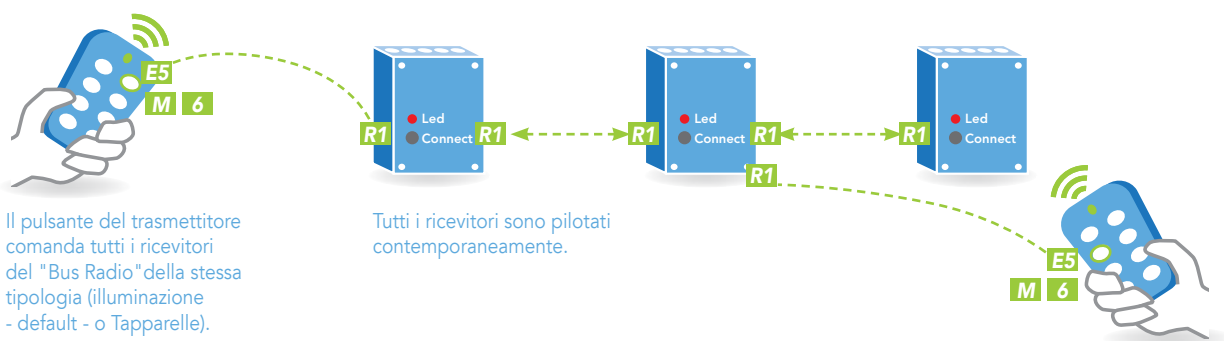 E5
M 6
R1
Led
Connect
R1
R1
Led
Connect
R1
R1
R1
Led
Connect
Il pulsante del trasmettitore
comanda tutti i ricevitori
del "Bus Radio"della stessa
tipologia (illuminazione
- default - o Tapparelle).
Tutti i ricevitori sono pilotati
contemporaneamente.
E5
M 6